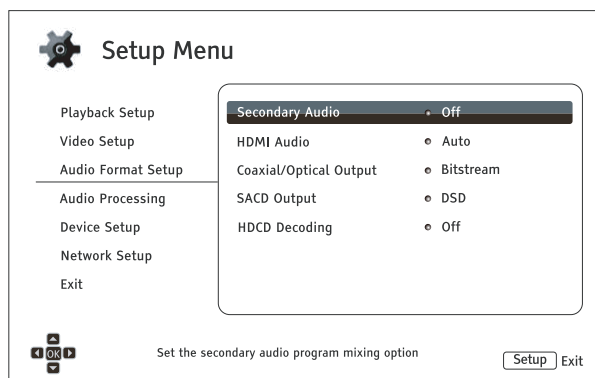 Setup Menu
Playback Setup
Video Setup
Audio Format Setup
Audio Processing
Device Setup
Network Setup
Exit
Secondary Audio Off
HDMI Audio Auto
Coaxial/Optical Output Bitstream
SACD Output DSD
HDCD Decoding Off
OK
Set the secondary audio program mixing option
Setup Exit